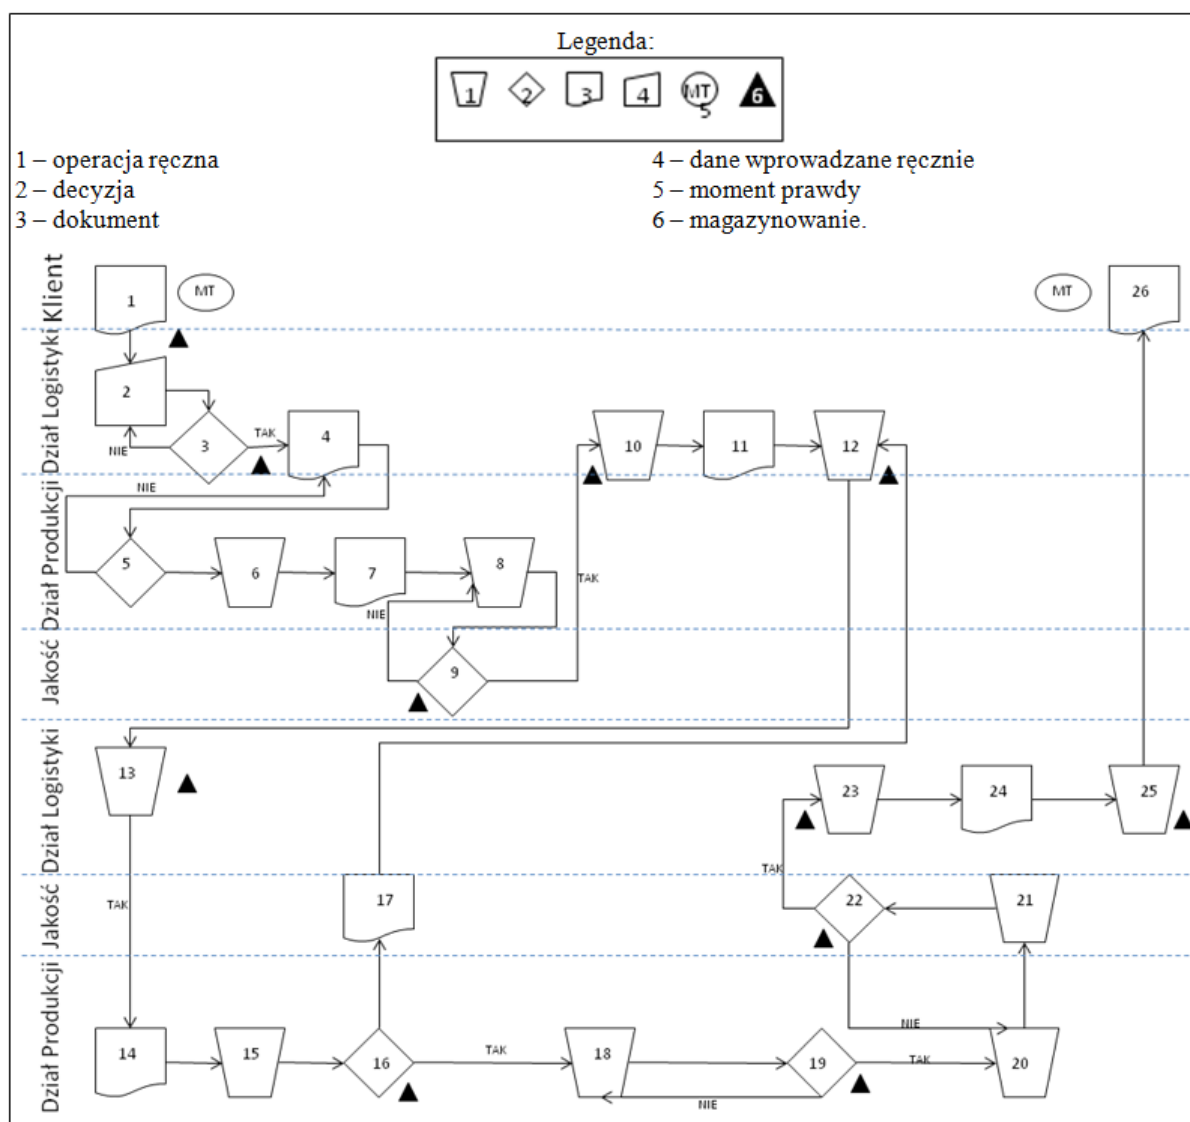 Legenda:
1 2 3 4 MT 5 6
1 – operacja ręczna
2 – decyzja
3 – dokument
4 – dane wprowadzane ręcznie
5 – moment prawdy
6 – magazynowanie.
Klient
1
MT
MT
26
Dział Logistyki
2
3
NIE
TAK
4
10
11
12
Dział Produkcji
NIE
5
6
7
8
NIE
TAK
Jakość
9
Dział Logistyki
13
23
24
25
Jakość
TAK
17
TAK
22
21
Dział Produkcji
14
15
16
TAK
18
NIE
19
TAK
NIE
20